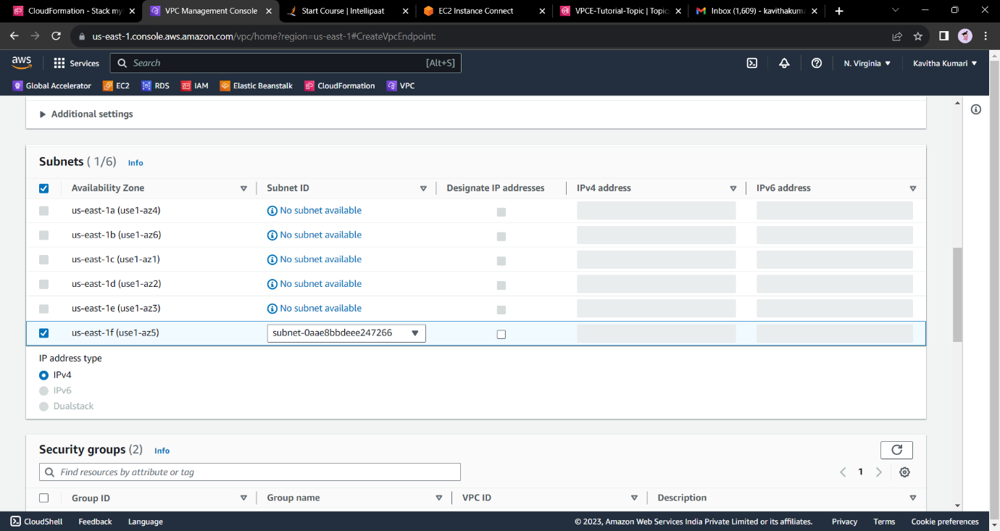 CloudFormation - Stack my
VPC Management Console
Start Course | Intellipaat
EC2 Instance Connect
VPCE-Tutorial-Topic | Topics
Inbox (1,609) - kavithakuma
us-east-1.console.aws.amazon.com/vpc/home?region=us-east-1#CreateVpcEndpoint:
aws
Services
Search
[Alt+S]
N. Virginia
Kavitha Kumari
Global Accelerator
EC2
RDS
IAM
Elastic Beanstalk
CloudFormation
VPC
Additional settings
Subnets ( 1/6) Info
Availability Zone
Subnet ID
Designate IP addresses
IPv4 address
IPv6 address
us-east-1a (use1-az4)
No subnet available
us-east-1b (use1-az6)
No subnet available
us-east-1c (use1-az1)
No subnet available
us-east-1d (use1-az2)
No subnet available
us-east-1e (use1-az3)
No subnet available
us-east-1f (use1-az5)
subnet-0aae8bbdeee247266
IP address type
IPv4
IPv6
Dualstack
Security groups (2) Info
Find resources by attribute or tag
1
Group ID
Group name
VPC ID
Description
CloudShell
Feedback
Language
© 2023, Amazon Web Services India Private Limited or its affiliates.
Privacy
Terms
Cookie preferences